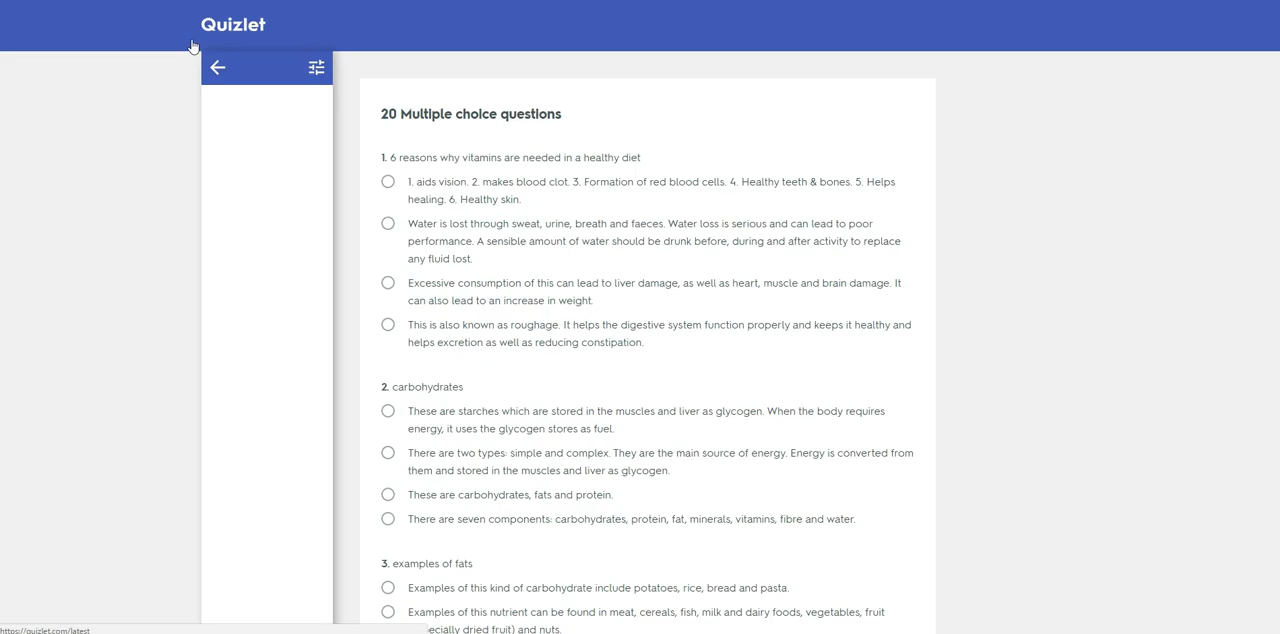 Quizlet
20 Multiple choice questions
1. 6 reasons why vitamins are needed in a healthy diet
1. aids vision. 2. makes blood clot. 3. Formation of red blood cells. 4. Healthy teeth & bones. 5. Helps
healing. 6. Healthy skin.
Water is lost through sweat, urine, breath and faeces. Water loss is serious and can lead to poor
performance. A sensible amount of water should be drunk before, during and after activity to replace
any fluid lost.
Excessive consumption of this can lead to liver damage, as well as heart, muscle and brain damage. It
can also lead to an increase in weight.
This is also known as roughage. It helps the digestive system function properly and keeps it healthy and
helps excretion as well as reducing constipation.
2. carbohydrates
These are starches which are stored in the muscles and liver as glycogen. When the body requires
energy, it uses the glycogen stores as fuel.
There are two types: simple and complex. They are the main source of energy. Energy is converted from
them and stored in the muscles and liver as glycogen.
These are carbohydrates, fats and protein.
There are seven components: carbohydrates, protein, fat, minerals, vitamins, fibre and water.
3. examples of fats
Examples of this kind of carbohydrate include potatoes, rice, bread and pasta.
Examples of this nutrient can be found in meat, cereals, fish, milk and dairy foods, vegetables, fruit
ecially dried fruit) and nuts.
https://quizlet.com/latest